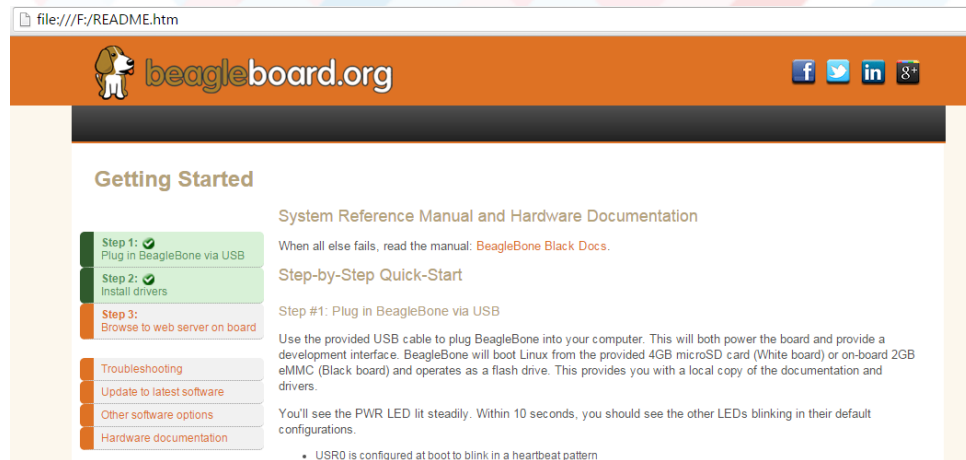 file:///F:/README.htm
beagleboard.org
Getting Started
Step 1:
Plug in BeagleBone via USB
Step 2:
Install drivers
Step 3:
Browse to web server on board
Troubleshooting
Update to latest software
Other software options
Hardware documentation
System Reference Manual and Hardware Documentation
When all else fails, read the manual: BeagleBone Black Docs.
Step-by-Step Quick-Start
Step #1: Plug in BeagleBone via USB
Use the provided USB cable to plug BeagleBone into your computer. This will both power the board and provide a
development interface. BeagleBone will boot Linux from the provided 4GB microSD card (White board) or on-board 2GB
eMMC (Black board) and operates as a flash drive. This provides you with a local copy of the documentation and
drivers.
You'll see the PWR LED lit steadily. Within 10 seconds, you should see the other LEDs blinking in their default
configurations.
• USR0 is configured at boot to blink in a heartbeat pattern